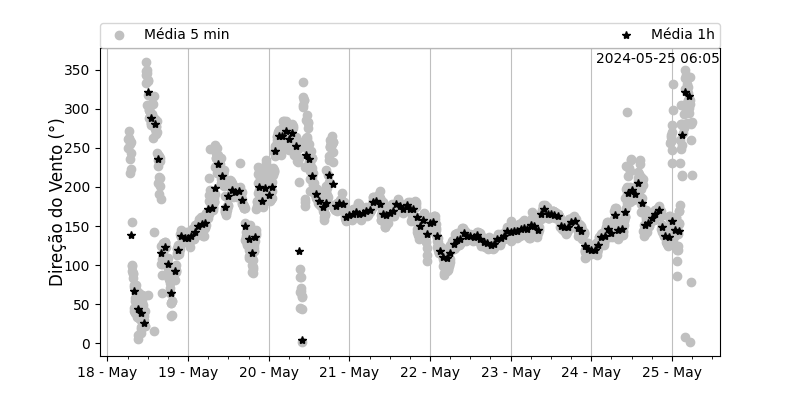 Média 5 min
Média 1h
2024-05-25 06:05
Direção do Vento (°)
350
300
250
200
150
100
50
0
18 - May
19 - May
20 - May
21 - May
22 - May
23 - May
24 - May
25 - May